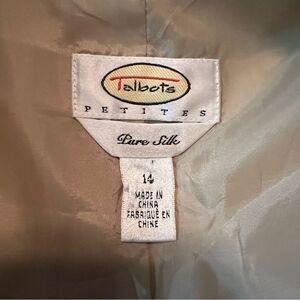 Talbots
PETITES
Pure Silk
14
MADE IN
CHINA
FABRIQUÉ EN
CHINE